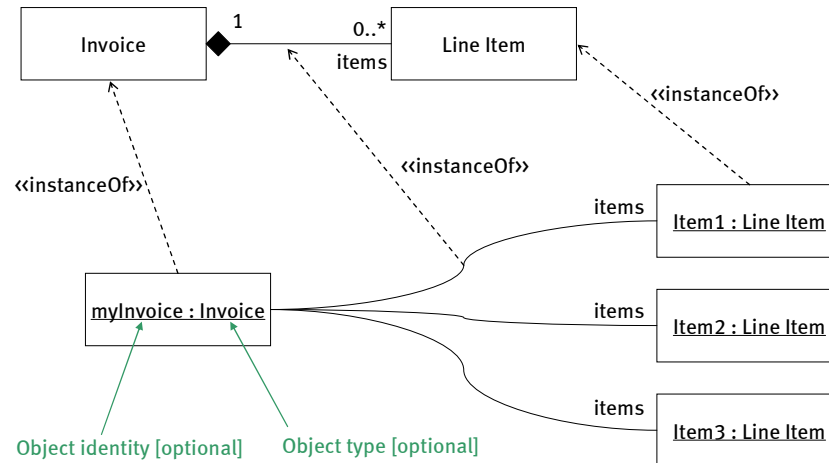 Invoice
1
0..*
items
Line Item
‹‹instanceOf››
‹‹instanceOf››
‹‹instanceOf››
items
Item1 : Line Item
myInvoice : Invoice
items
Item2 : Line Item
items
Item3 : Line Item
Object identity [optional]
Object type [optional]